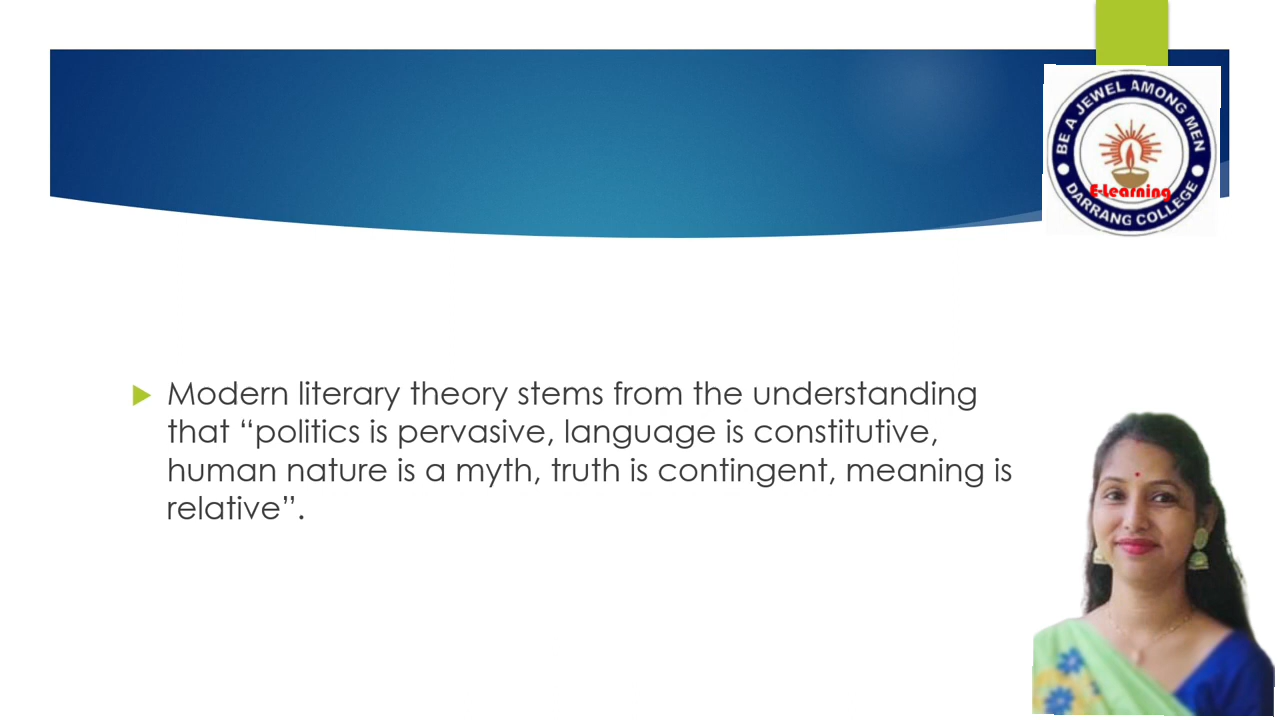 BE A JEWEL AMONG MEN
E-Learning
DARRANG COLLEGE
Modern literary theory stems from the understanding
that “politics is pervasive, language is constitutive,
human nature is a myth, truth is contingent, meaning is
relative”.